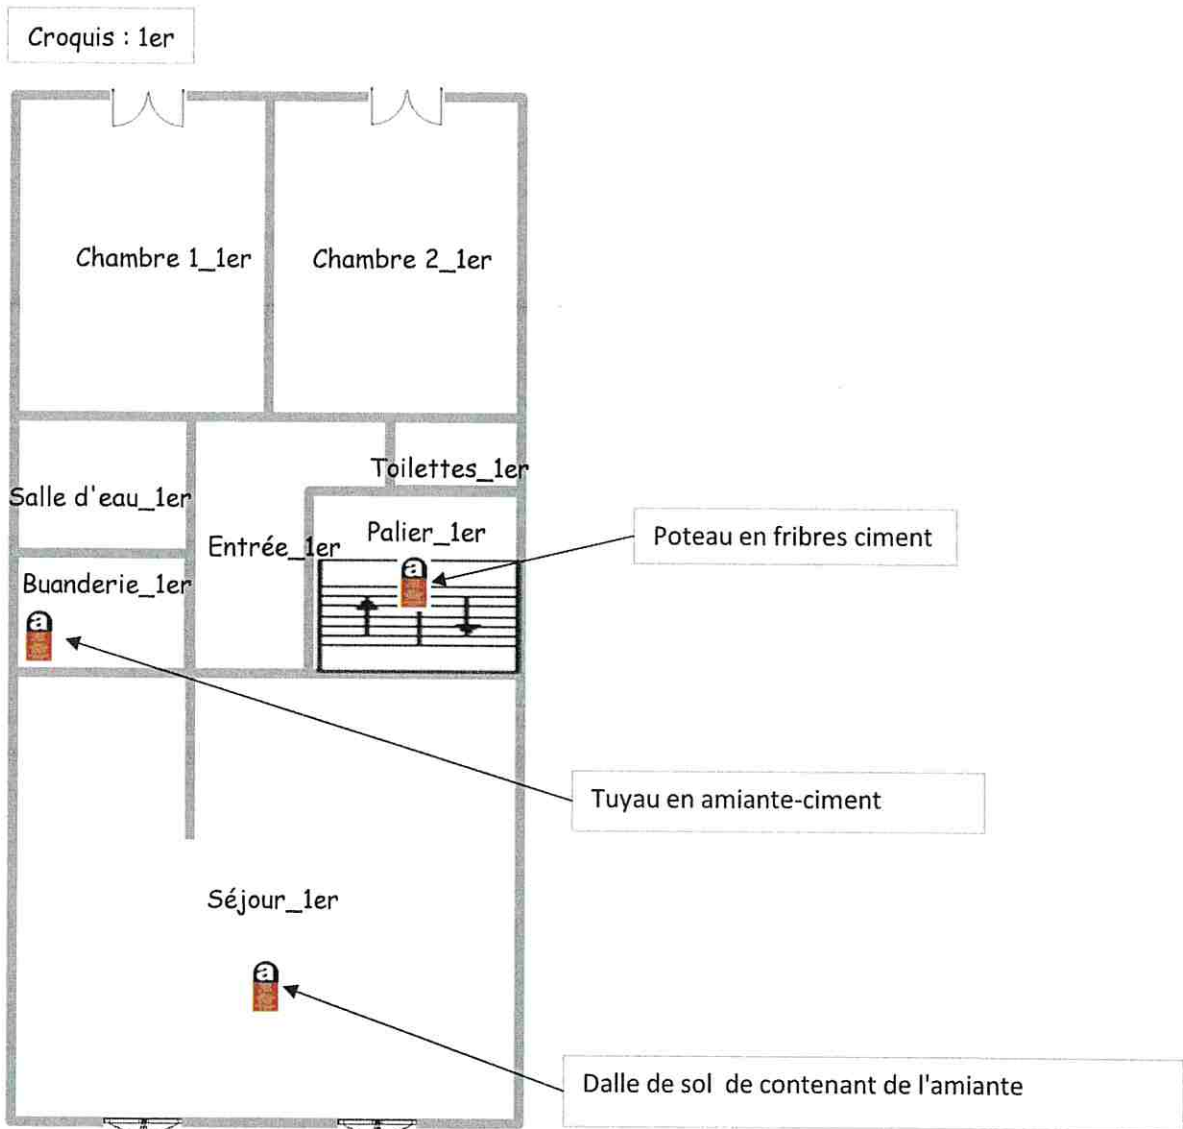 Croquis : 1er
Chambre 1_1er
Chambre 2_1er
Toilettes_1er
Salle d'eau_1er
Palier_1er
Entrée_1er
Poteau en fribres ciment
a
Buanderie_1er
a
Tuyau en amiante-ciment
Séjour_1er
a
Dalle de sol de contenant de l'amiante